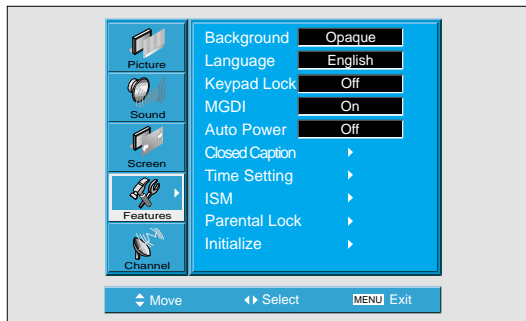 Picture
Sound
Screen
Features
Channel
Background Opaque
Language English
Keypad Lock Off
MGDI On
Auto Power Off
Closed Caption
Time Setting
ISM
Parental Lock
Initialize
Move Select MENU Exit